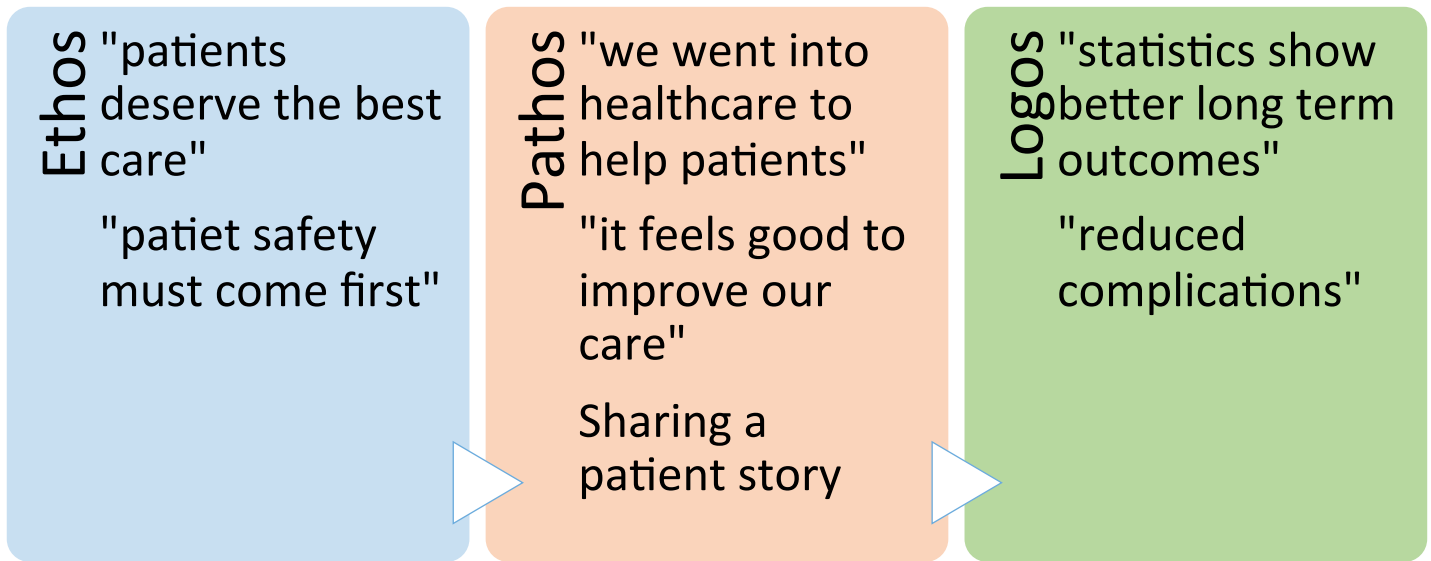 Ethos
"patients
deserve the best
care"
"patiet safety
must come first"
Pathos
"we went into
healthcare to
help patients"
"it feels good to
improve our
care"
Sharing a
patient story
Logos
"statistics show
better long term
outcomes"
"reduced
complications"